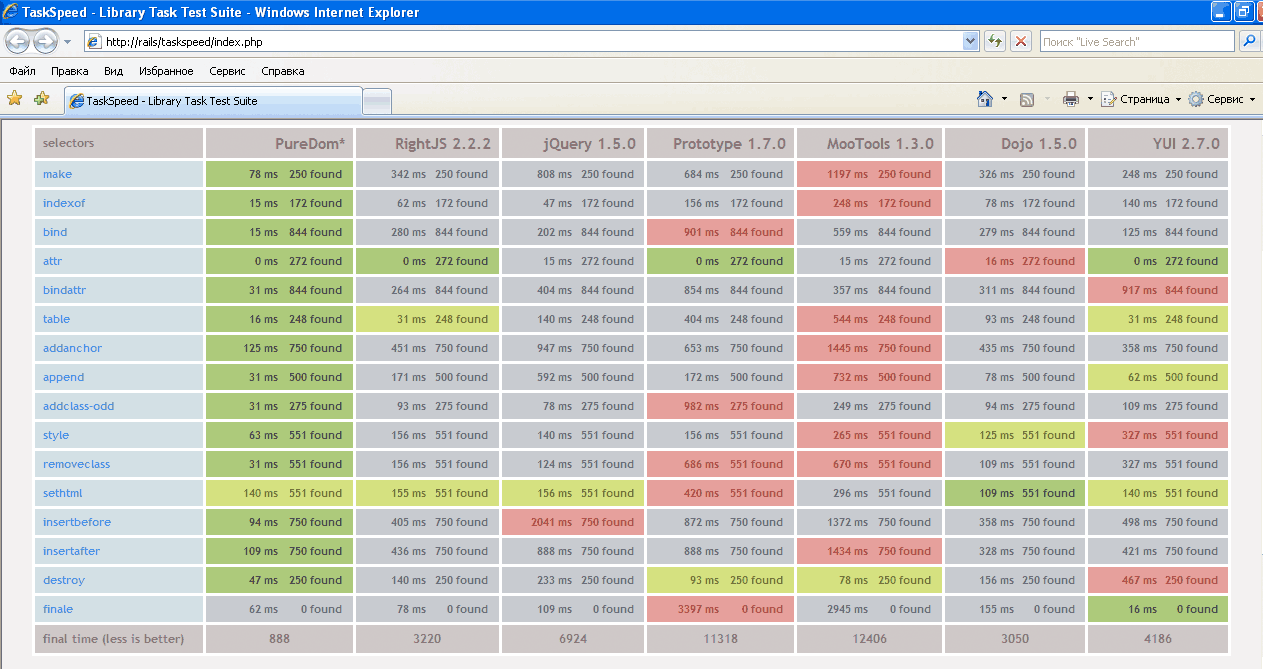 TaskSpeed - Library Task Test Suite - Windows Internet Explorer
http://rails/taskspeed/index.php Поиск "Live Search"
Файл Правка Вид Избранное Сервис Справка
TaskSpeed - Library Task Test Suite Страница Сервис
selectors PureDom* RightJS 2.2.2 jQuery 1.5.0 Prototype 1.7.0 MooTools 1.3.0 Dojo 1.5.0 YUI 2.7.0
make 78 ms 250 found 342 ms 250 found 808 ms 250 found 684 ms 250 found 1197 ms 250 found 326 ms 250 found 248 ms 250 found
indexof 15 ms 172 found 62 ms 172 found 47 ms 172 found 156 ms 172 found 248 ms 172 found 78 ms 172 found 140 ms 172 found
bind 15 ms 844 found 280 ms 844 found 202 ms 844 found 901 ms 844 found 559 ms 844 found 279 ms 844 found 125 ms 844 found
attr 0 ms 272 found 0 ms 272 found 15 ms 272 found 0 ms 272 found 15 ms 272 found 16 ms 272 found 0 ms 272 found
bindattr 31 ms 844 found 264 ms 844 found 404 ms 844 found 854 ms 844 found 357 ms 844 found 311 ms 844 found 917 ms 844 found
table 16 ms 248 found 31 ms 248 found 140 ms 248 found 404 ms 248 found 544 ms 248 found 93 ms 248 found 31 ms 248 found
addanchor 125 ms 750 found 451 ms 750 found 947 ms 750 found 653 ms 750 found 1445 ms 750 found 435 ms 750 found 358 ms 750 found
append 31 ms 500 found 171 ms 500 found 592 ms 500 found 172 ms 500 found 732 ms 500 found 78 ms 500 found 62 ms 500 found
addclass-odd 31 ms 275 found 93 ms 275 found 78 ms 275 found 982 ms 275 found 249 ms 275 found 94 ms 275 found 109 ms 275 found
style 63 ms 551 found 156 ms 551 found 140 ms 551 found 156 ms 551 found 265 ms 551 found 125 ms 551 found 327 ms 551 found
removeclass 31 ms 551 found 156 ms 551 found 124 ms 551 found 686 ms 551 found 670 ms 551 found 109 ms 551 found 327 ms 551 found
sethtml 140 ms 551 found 155 ms 551 found 156 ms 551 found 420 ms 551 found 296 ms 551 found 109 ms 551 found 140 ms 551 found
insertbefore 94 ms 750 found 405 ms 750 found 2041 ms 750 found 872 ms 750 found 1372 ms 750 found 358 ms 750 found 498 ms 750 found
insertafter 109 ms 750 found 436 ms 750 found 888 ms 750 found 888 ms 750 found 1434 ms 750 found 328 ms 750 found 421 ms 750 found
destroy 47 ms 250 found 140 ms 250 found 233 ms 250 found 93 ms 250 found 78 ms 250 found 156 ms 250 found 467 ms 250 found
finale 62 ms 0 found 78 ms 0 found 109 ms 0 found 3397 ms 0 found 2945 ms 0 found 155 ms 0 found 16 ms 0 found
final time (less is better) 888 3220 6924 11318 12406 3050 4186